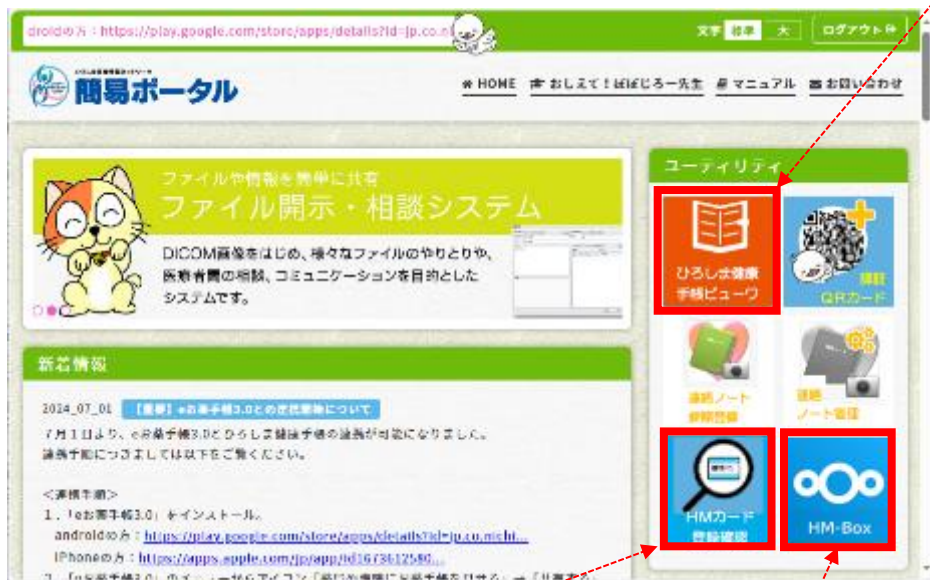 droidの方：https://play.google.com/store/apps/details?id=jp.co.ni
文字 標準 大 ログアウト
簡易ポータル
HOME おしえて！ばばじろー先生 マニュアル お問い合わせ
ファイルや情報を簡単に共有
ファイル開示・相談システム
DICOM画像をはじめ、様々なファイルのやりとりや、
医療者間の相談、コミュニケーションを目的とした
システムです。
ユーティリティ
ひろしま健康
手帳ビューワ
QRカード
連絡ノート
連絡
ノート管理
HMカード
登録確認
HM-Box
新着情報
2024_07_01 【重要】eお薬手帳3.0との連携開始について
7月1日より、eお薬手帳3.0とひろしま健康手帳の連携が可能になりました。
連携手順につきましては以下をご覧ください。
＜連携手順＞
1．「eお薬手帳3.0」をインストール。
androidの方：https://play.google.com/store/apps/details?id=jp.co.nichi...
iPhoneの方：https://apps.apple.com/jp/app/id1673612580...